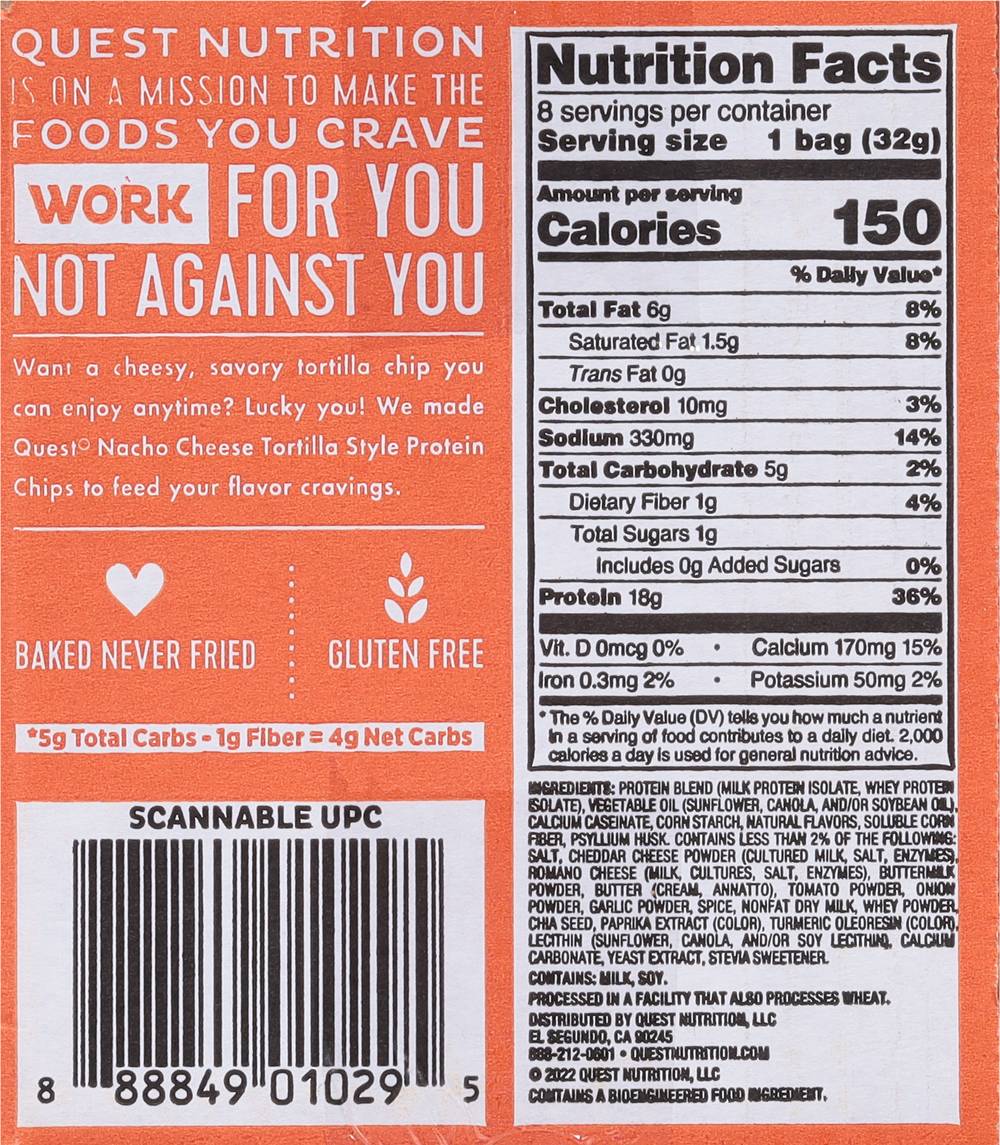 QUEST NUTRITION
IS ON A MISSION TO MAKE THE
FOODS YOU CRAVE
WORK FOR YOU
NOT AGAINST YOU
Want a cheesy, savory tortilla chip you
can enjoy anytime? Lucky you! We made
Quest® Nacho Cheese Tortilla Style Protein
Chips to feed your flavor cravings.
BAKED NEVER FRIED
GLUTEN FREE
*5g Total Carbs - 1g Fiber = 4g Net Carbs
SCANNABLE UPC
8 88849 01029 5
Nutrition Facts
8 servings per container
Serving size 1 bag (32g)
Amount per serving
Calories 150
% Daily Value*
Total Fat 6g 8%
Saturated Fat 1.5g 8%
Trans Fat 0g
Cholesterol 10mg 3%
Sodium 330mg 14%
Total Carbohydrate 5g 2%
Dietary Fiber 1g 4%
Total Sugars 1g
Includes 0g Added Sugars 0%
Protein 18g 36%
Vit. D 0mcg 0% • Calcium 170mg 15%
Iron 0.3mg 2% • Potassium 50mg 2%
* The % Daily Value (DV) tells you how much a nutrient
in a serving of food contributes to a daily diet. 2,000
calories a day is used for general nutrition advice.
INGREDIENTS: PROTEIN BLEND (MILK PROTEIN ISOLATE, WHEY PROTEIN
ISOLATE), VEGETABLE OIL (SUNFLOWER, CANOLA, AND/OR SOYBEAN OIL),
CALCIUM CASEINATE, CORN STARCH, NATURAL FLAVORS, SOLUBLE CORN
FIBER, PSYLLIUM HUSK. CONTAINS LESS THAN 2% OF THE FOLLOWING:
SALT, CHEDDAR CHEESE POWDER (CULTURED MILK, SALT, ENZYMES),
ROMANO CHEESE (MILK, CULTURES, SALT, ENZYMES), BUTTERMILK
POWDER, BUTTER (CREAM, ANNATTO), TOMATO POWDER, ONION
POWDER, GARLIC POWDER, SPICE, NONFAT DRY MILK, WHEY POWDER,
CHIA SEED, PAPRIKA EXTRACT (COLOR), TURMERIC OLEORESIN (COLOR),
LECITHIN (SUNFLOWER, CANOLA, AND/OR SOY LECITHIN), CALCIUM
CARBONATE, YEAST EXTRACT, STEVIA SWEETENER.
CONTAINS: MILK, SOY.
PROCESSED IN A FACILITY THAT ALSO PROCESSES WHEAT.
DISTRIBUTED BY QUEST NUTRITION, LLC
EL SEGUNDO, CA 90245
888-212-0601 • QUESTNUTRITION.COM
© 2022 QUEST NUTRITION, LLC
CONTAINS A BIOENGINEERED FOOD INGREDIENT.